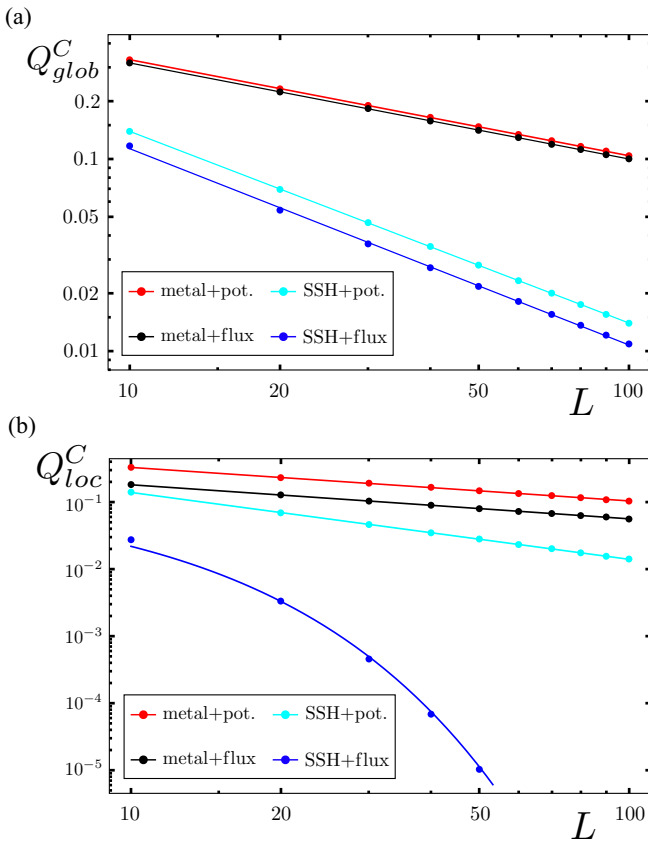 (a)
Q_glob^C
0.2
0.1
0.05
0.02
0.01
metal+pot. SSH+pot.
metal+flux SSH+flux
10 20 50 100
L
(b)
Q_loc^C
10^-1
10^-2
10^-3
10^-4
10^-5
metal+pot. SSH+pot.
metal+flux SSH+flux
10 20 50 100
L